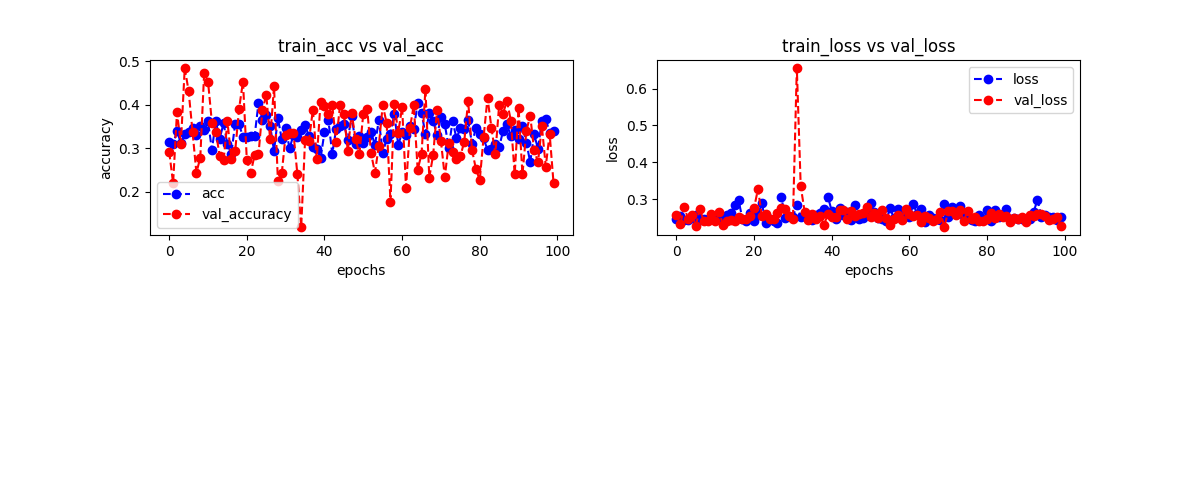 train_acc vs val_acc
accuracy
0.5
0.4
0.3
0.2
acc
val_accuracy
0 20 40 60 80 100
epochs
train_loss vs val_loss
loss
0.6
0.5
0.4
0.3
loss
val_loss
0 20 40 60 80 100
epochs